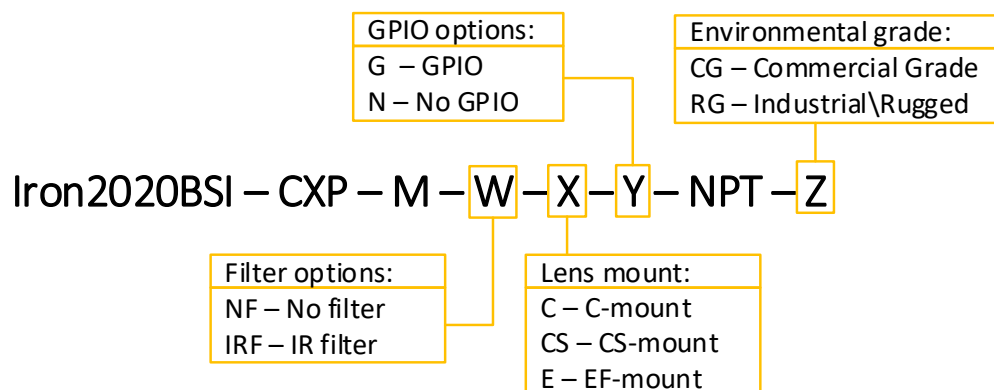 GPIO options:
G – GPIO
N – No GPIO
Environmental grade:
CG – Commercial Grade
RG – Industrial\Rugged
Iron2020BSI – CXP – M – W – X – Y – NPT – Z
Filter options:
NF – No filter
IRF – IR filter
Lens mount:
C – C-mount
CS – CS-mount
E – EF-mount